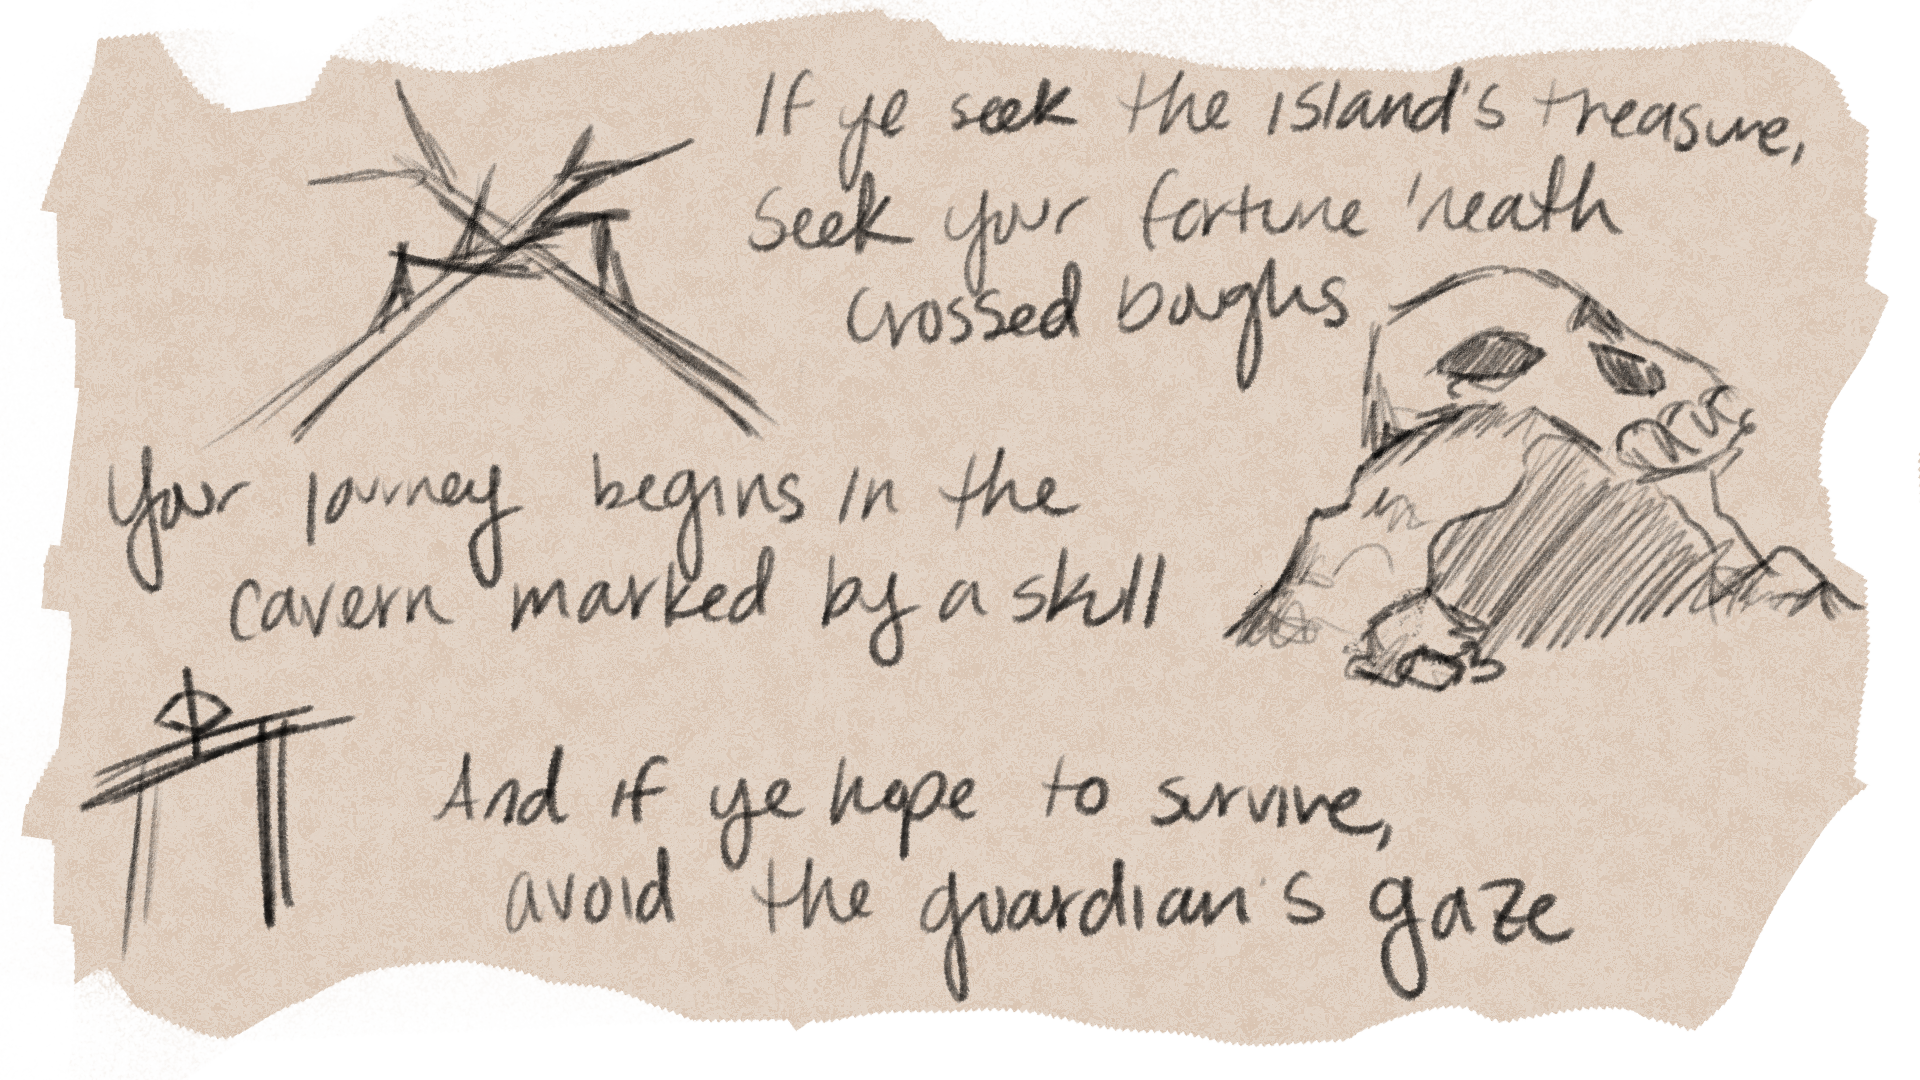 If ye seek the island's treasure,
Seek your fortune 'neath
crossed boughs
Your journey begins in the
cavern marked by a skull
And if ye hope to survive,
avoid the guardian's gaze